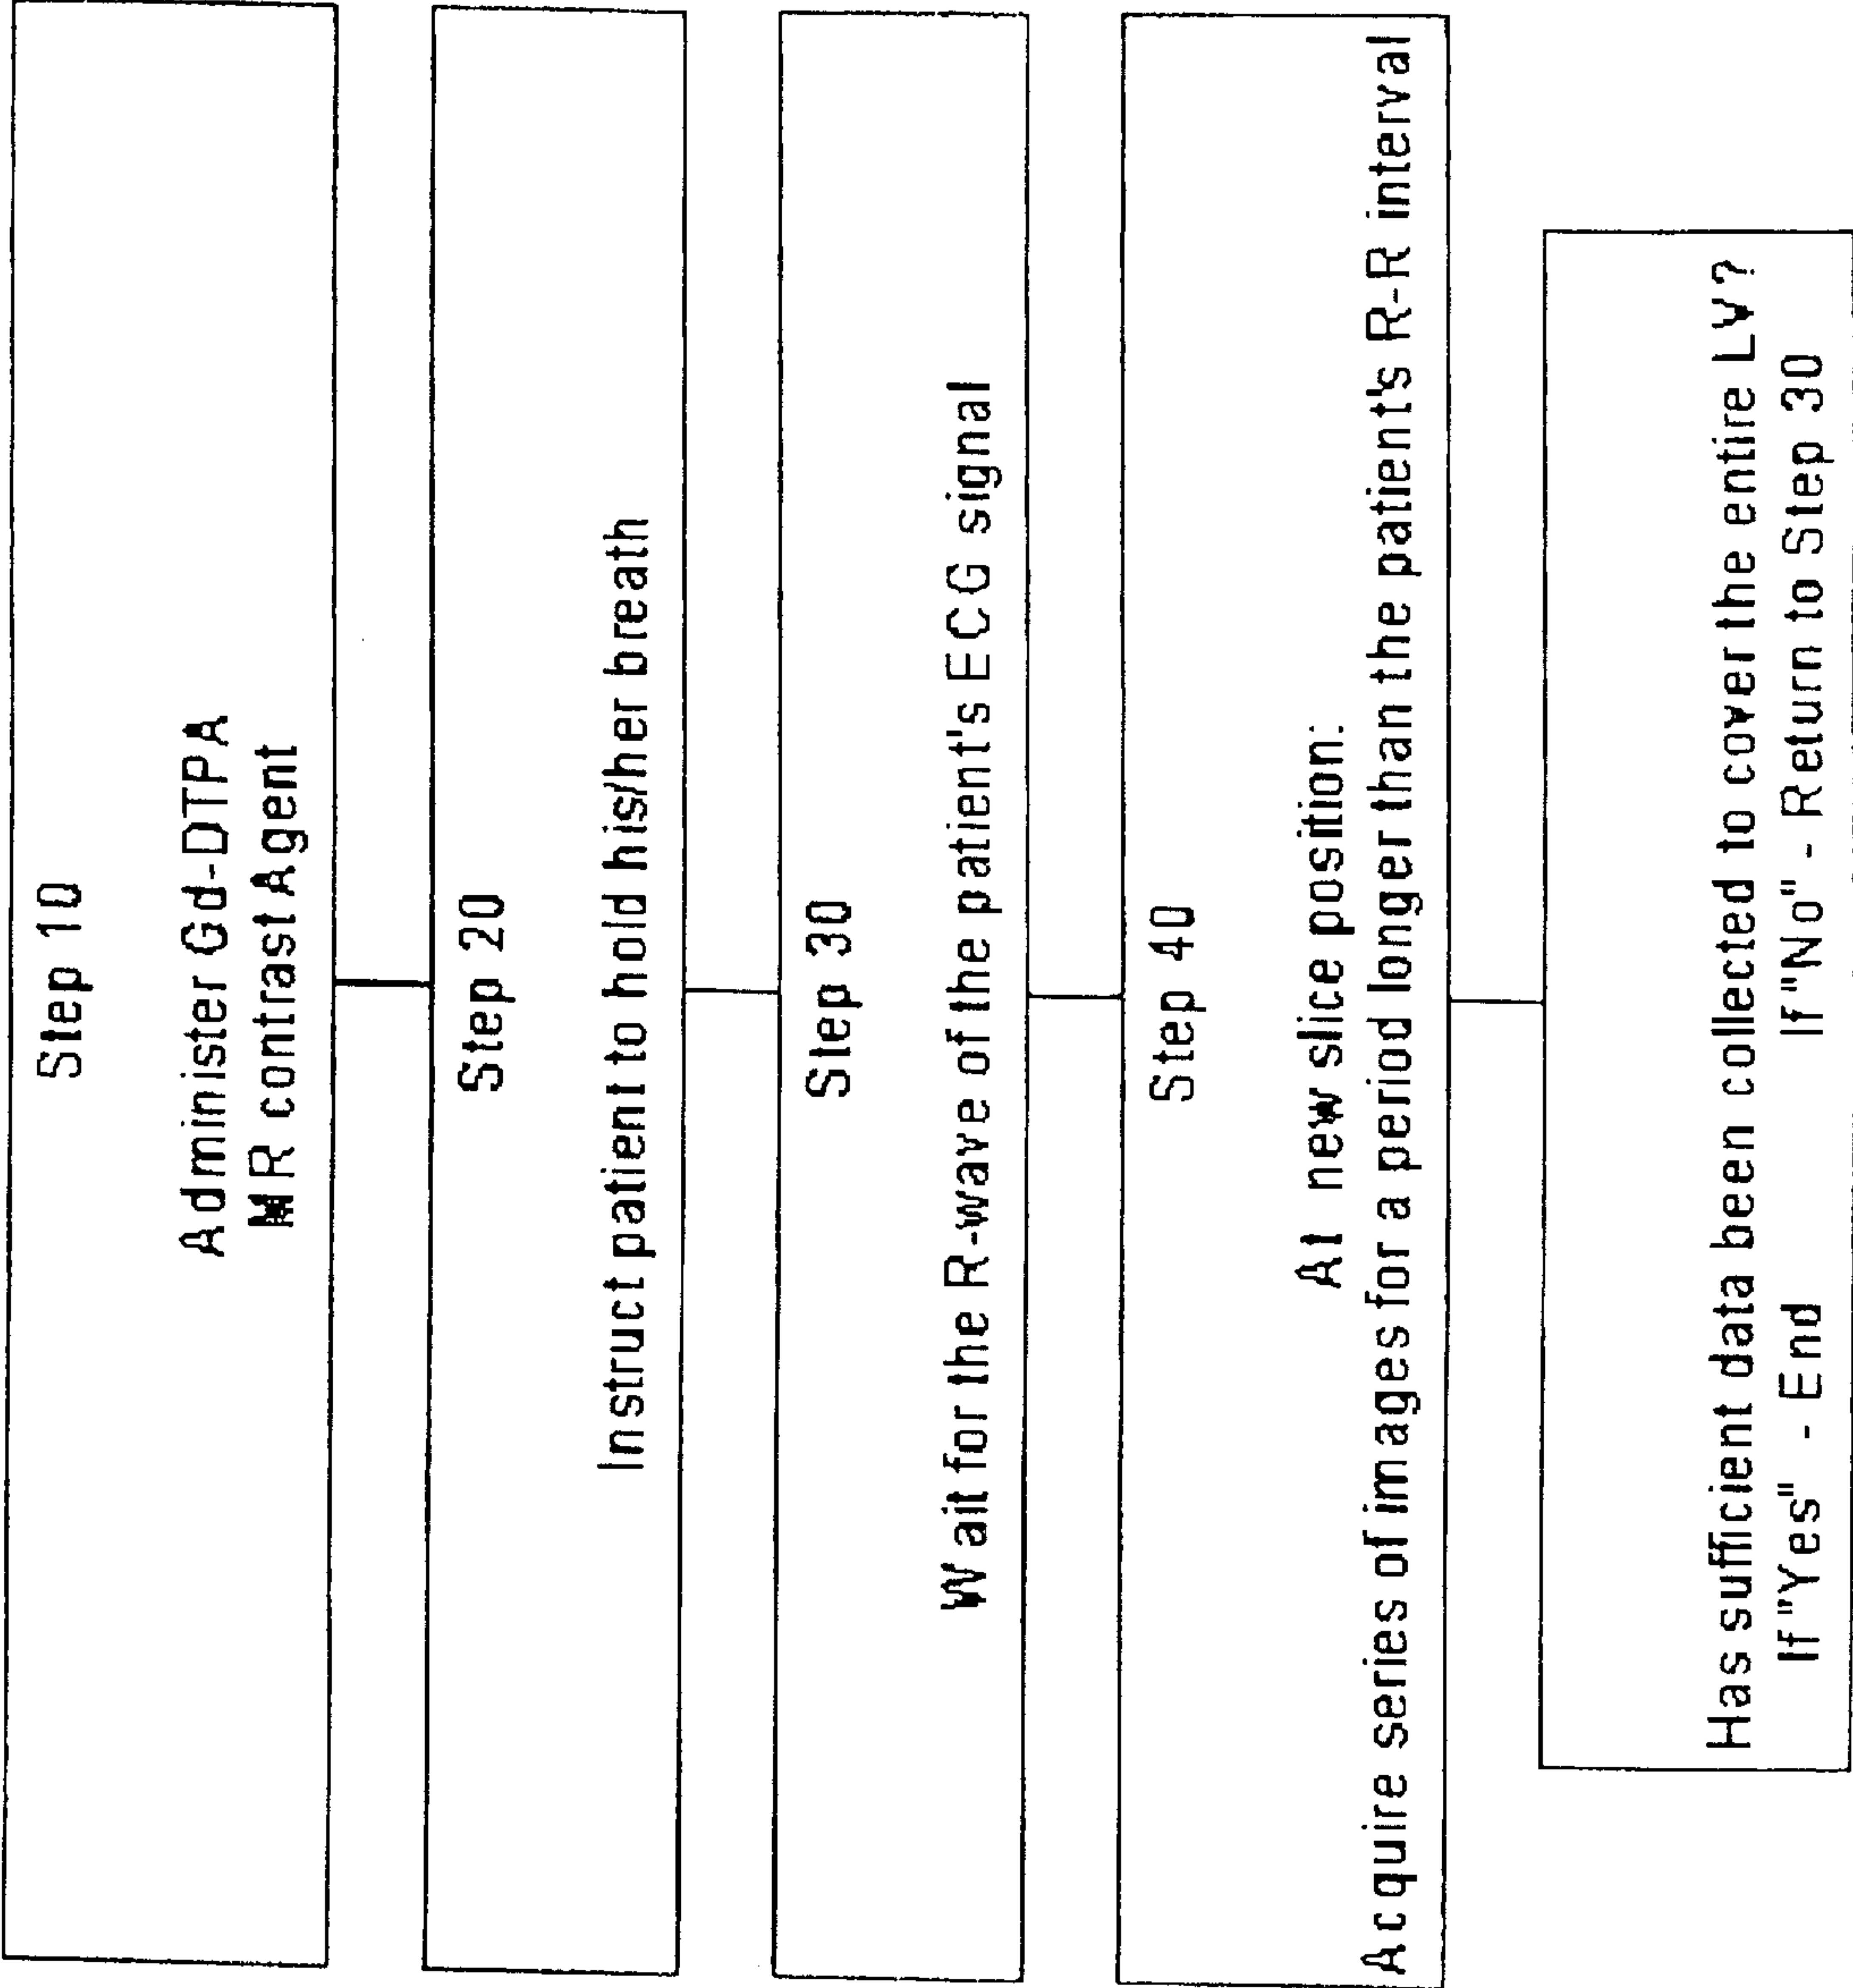 Step 10
Administer Gd-DTPA
MR contrast Agent
Step 20
Instruct patient to hold his/her breath
Step 30
Wait for the R-wave of the patient's ECG signal
Step 40
At new slice position:
Acquire series of images for a period longer than the patient's R-R interval
Has sufficient data been collected to cover the entire LV?
If "Yes" - End If "No" - Return to Step 30